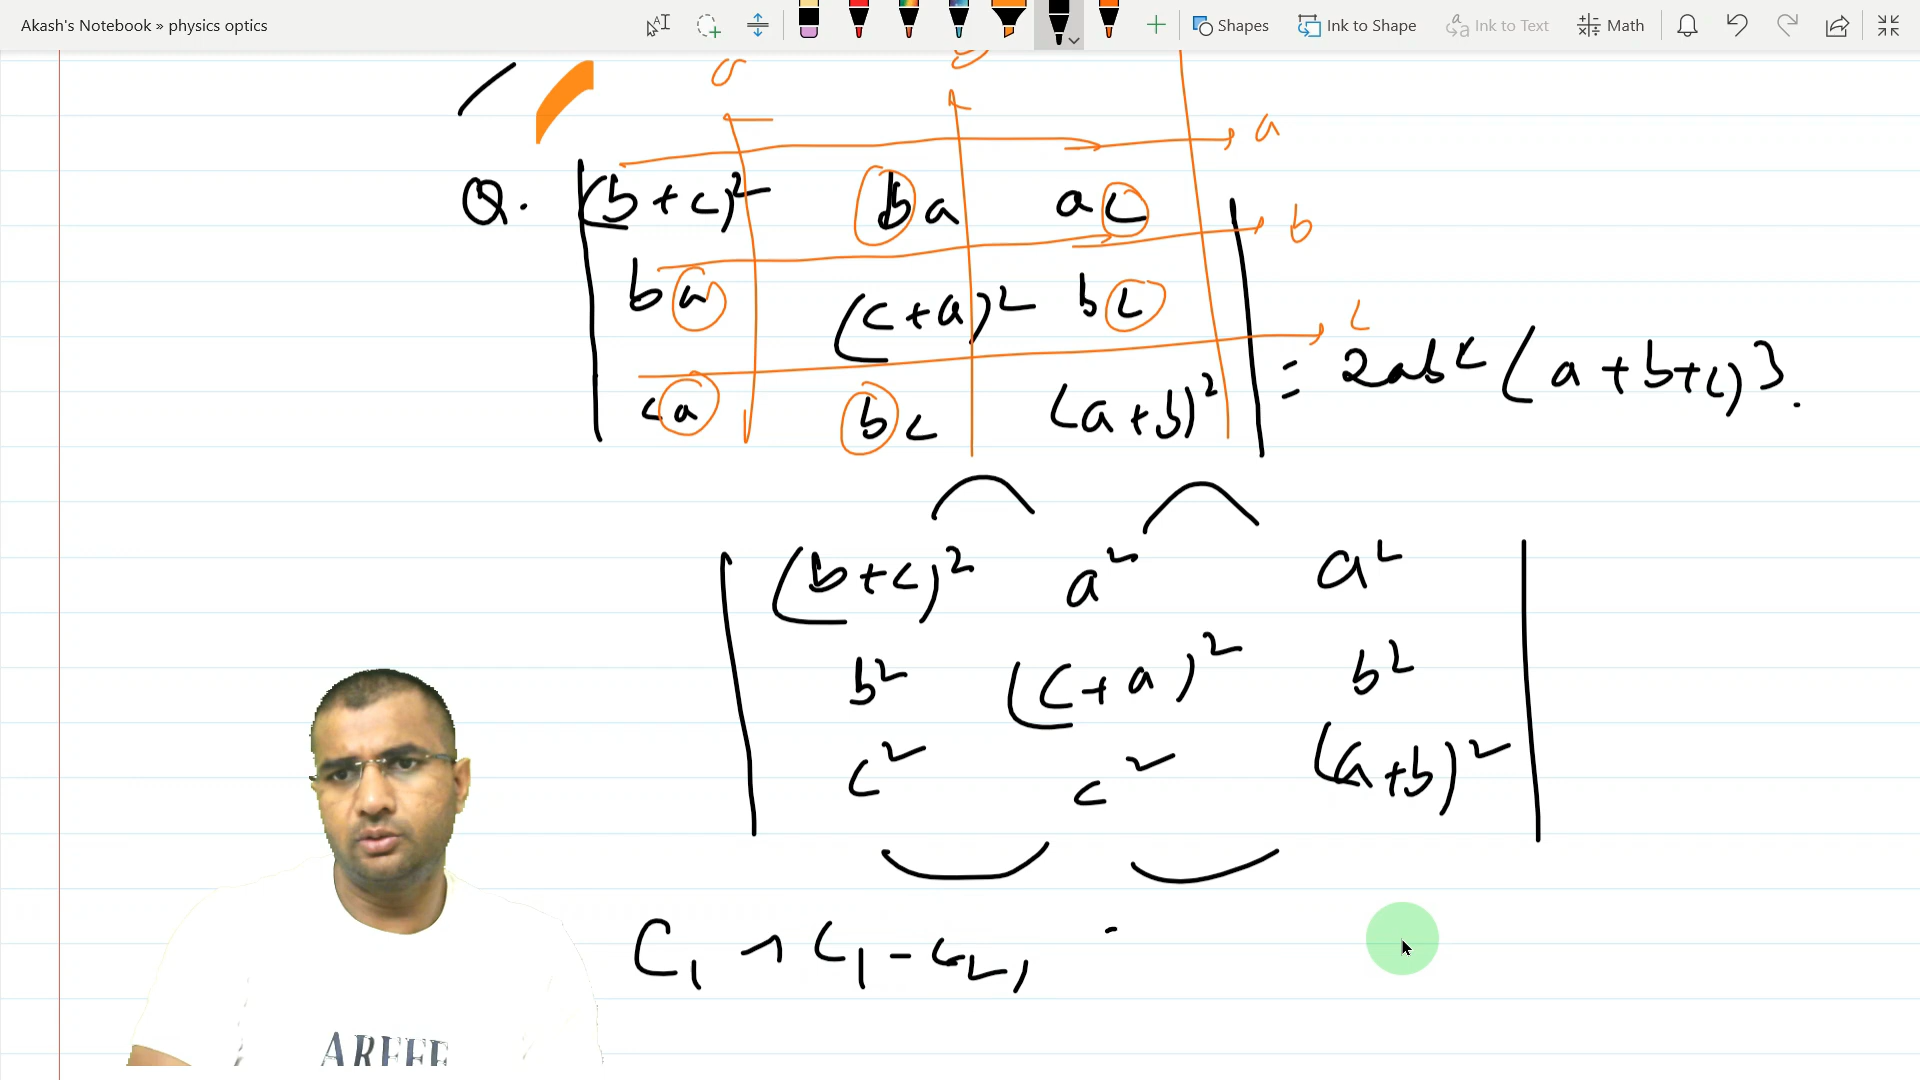 Akash's Notebook » physics optics
Shapes Ink to Shape Ink to Text Math
a
Q. (b+c)² ba ac
b
ba (c+a)² bc
c
ca bc (a+b)² = 2abc (a+b+c)3.
(b+c)² a² a²
b² (c+a)² b²
c² c² (a+b)²
C₁ → C₁ - C₂,